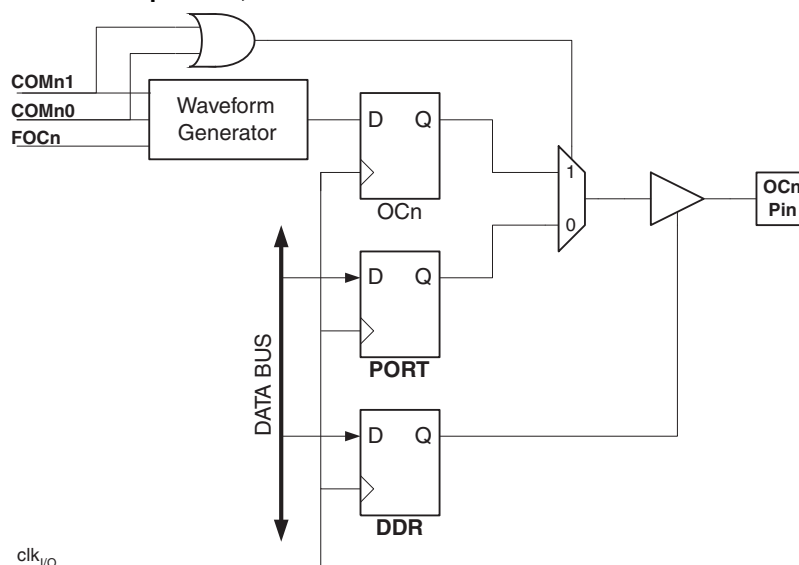 COMn1
COMn0
FOCn
Waveform
Generator
D Q
OCn
1
0
OCn
Pin
D Q
PORT
DATA BUS
D Q
DDR
clkI/O